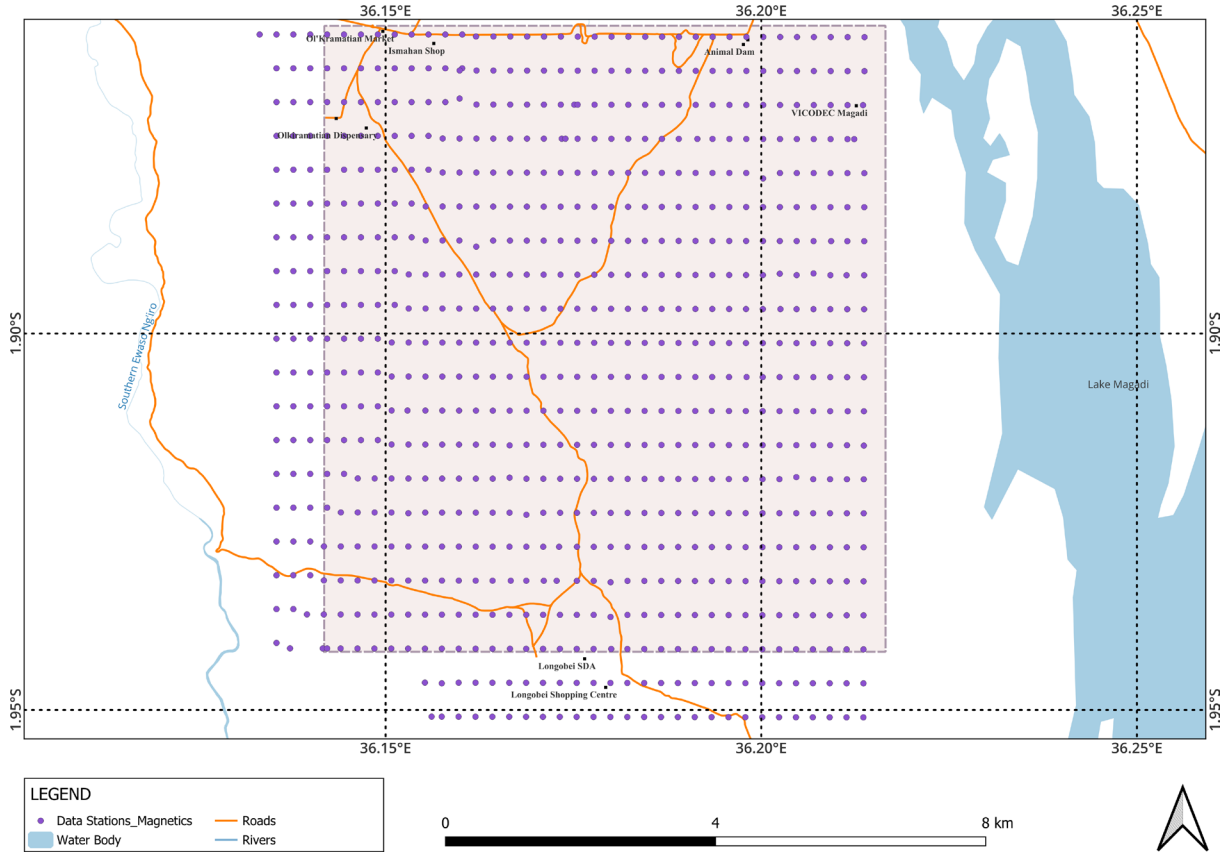 36.15°E
36.20°E
36.25°E
Ol'Kramatian Market
Ismahan Shop
Animal Dam
VICODEC Magadi
Olkiramatian Dispensary
1.90°S
1.90°S
Southern Ewaso Ng'iro
Lake Magadi
Longobei SDA
Longobei Shopping Centre
1.95°S
1.95°S
36.15°E
36.20°E
36.25°E
LEGEND
Data Stations_Magnetics
Roads
Water Body
Rivers
0
4
8 km